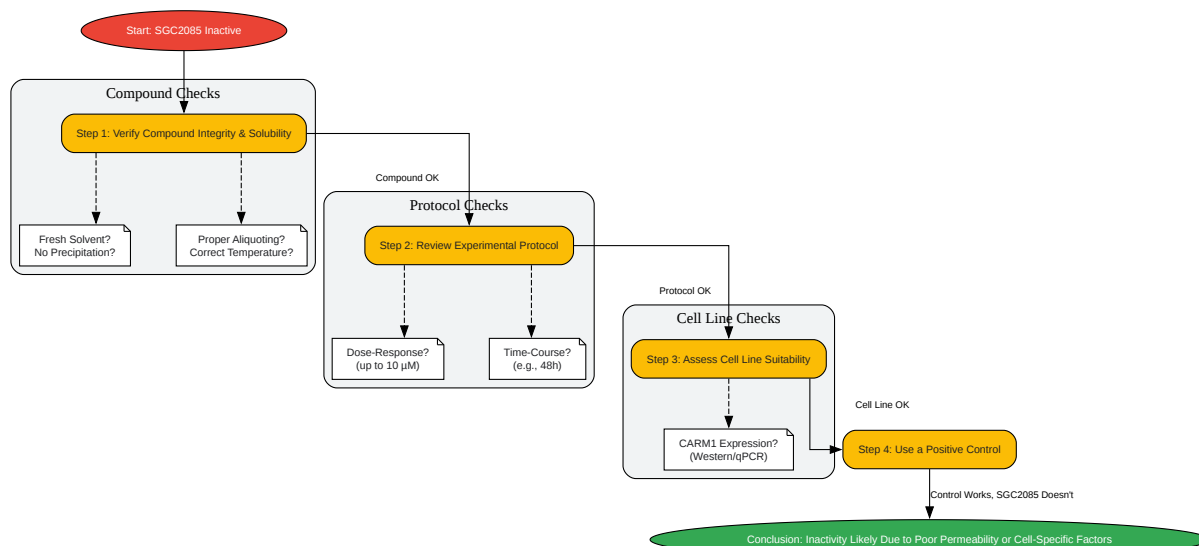 Start: SGC2085 Inactive
Compound Checks
Step 1: Verify Compound Integrity & Solubility
Fresh Solvent?
No Precipitation?
Proper Aliquoting?
Correct Temperature?
Compound OK
Protocol Checks
Step 2: Review Experimental Protocol
Dose-Response?
(up to 10 µM)
Time-Course?
(e.g., 48h)
Protocol OK
Cell Line Checks
Step 3: Assess Cell Line Suitability
CARM1 Expression?
(Western/qPCR)
Cell Line OK
Step 4: Use a Positive Control
Control Works, SGC2085 Doesn't
Conclusion: Inactivity Likely Due to Poor Permeability or Cell-Specific Factors